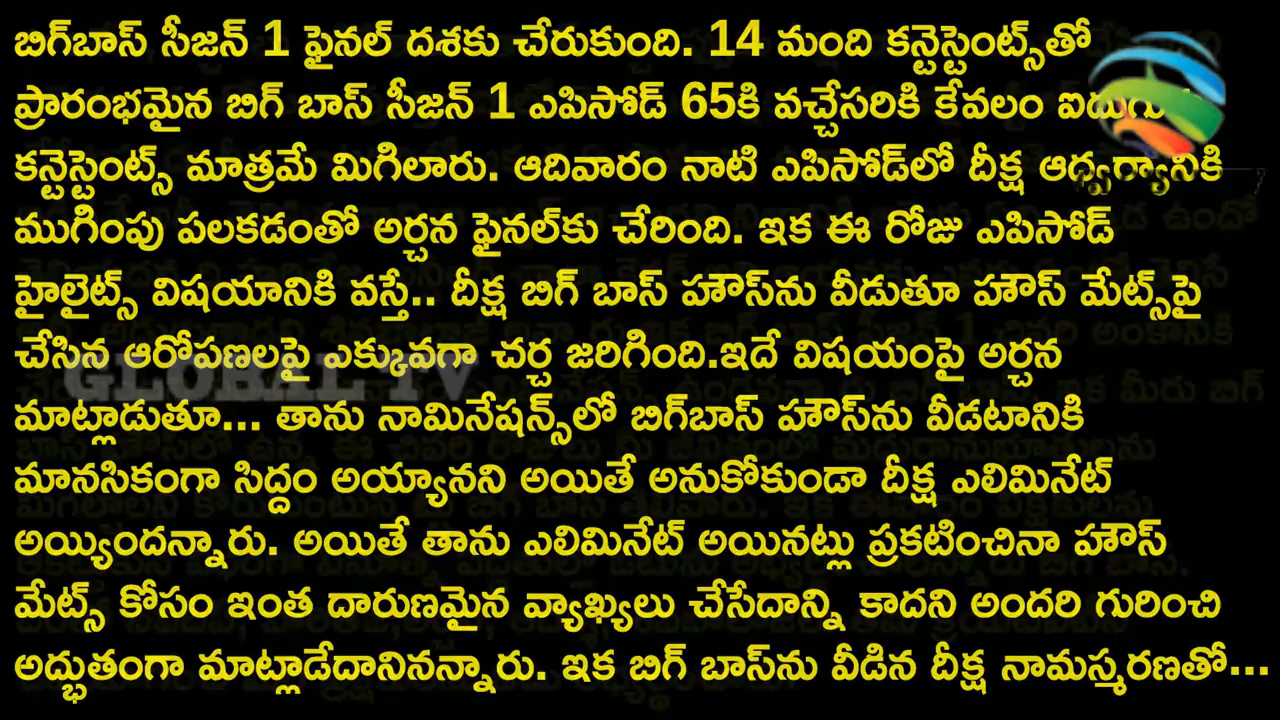 బిగ్‌బాస్ సీజన్ 1 ఫైనల్ దశకు చేరుకుంది. 14 మంది కన్టెస్టెంట్స్‌తో
ప్రారంభమైన బిగ్ బాస్ సీజన్ 1 ఎపిసోడ్ 65కి వచ్చేసరికి కేవలం
కన్టెస్టెంట్స్ మాత్రమే మిగిలారు. ఆదివారం నాటి ఎపిసోడ్‌లో దీక్ష ఆధ్వర్యానికి
ముగింపు పలకడంతో అర్చన ఫైనల్‌కు చేరింది. ఇక ఈ రోజు ఎపిసోడ్
హైలైట్స్ విషయానికి వస్తే.. దీక్ష బిగ్ బాస్ హౌస్‌ను వీడుతూ హౌస్ మేట్స్‌పై
చేసిన ఆరోపణలపై ఎక్కువగా చర్చ జరిగింది.ఇదే విషయంపై అర్చన
మాట్లాడుతూ... తాను నామినేషన్స్‌లో బిగ్‌బాస్ హౌస్‌ను వీడటానికి
మానసికంగా సిద్దం అయ్యానని అయితే అనుకోకుండా దీక్ష ఎలిమినేట్
అయ్యిందన్నారు. అయితే తాను ఎలిమినేట్ అయినట్లు ప్రకటించినా హౌస్
మేట్స్ కోసం ఇంత దారుణమైన వ్యాఖ్యలు చేసేదాన్ని కాదని అందరి గురించి
అద్భుతంగా మాట్లాడేదానినన్నారు. ఇక బిగ్ బాస్‌ను వీడిన దీక్ష నామస్మరణతో...
GLOBAL TV